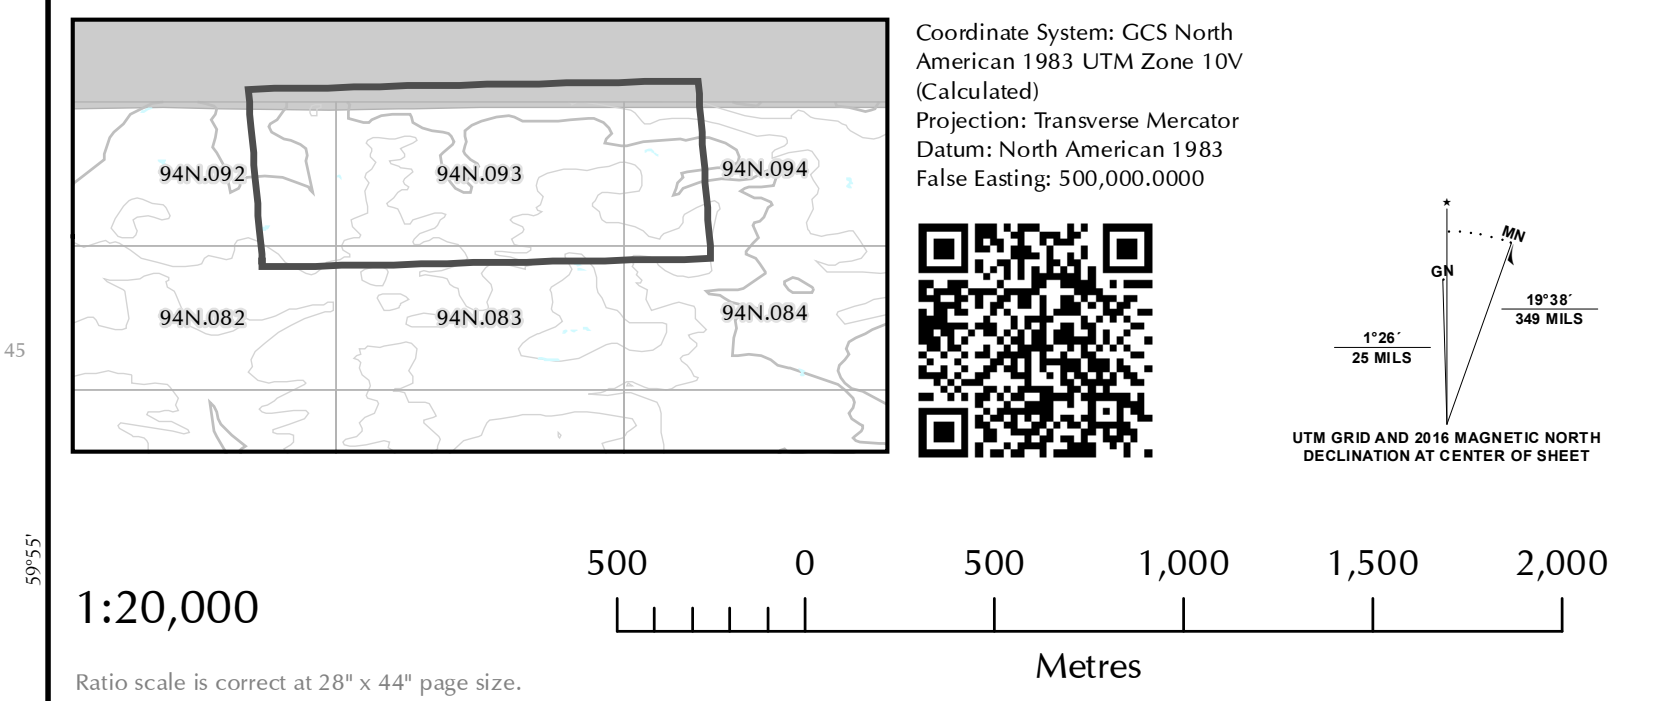 94N.092
94N.093
94N.094
94N.082
94N.083
94N.084
Coordinate System: GCS North
American 1983 UTM Zone 10V
(Calculated)
Projection: Transverse Mercator
Datum: North American 1983
False Easting: 500,000.0000
MN
GN
19°38´
349 MILS
1°26´
25 MILS
UTM GRID AND 2016 MAGNETIC NORTH
DECLINATION AT CENTER OF SHEET
45
59°55'
1:20,000
500 0 500 1,000 1,500 2,000
Metres
Ratio scale is correct at 28" x 44" page size.